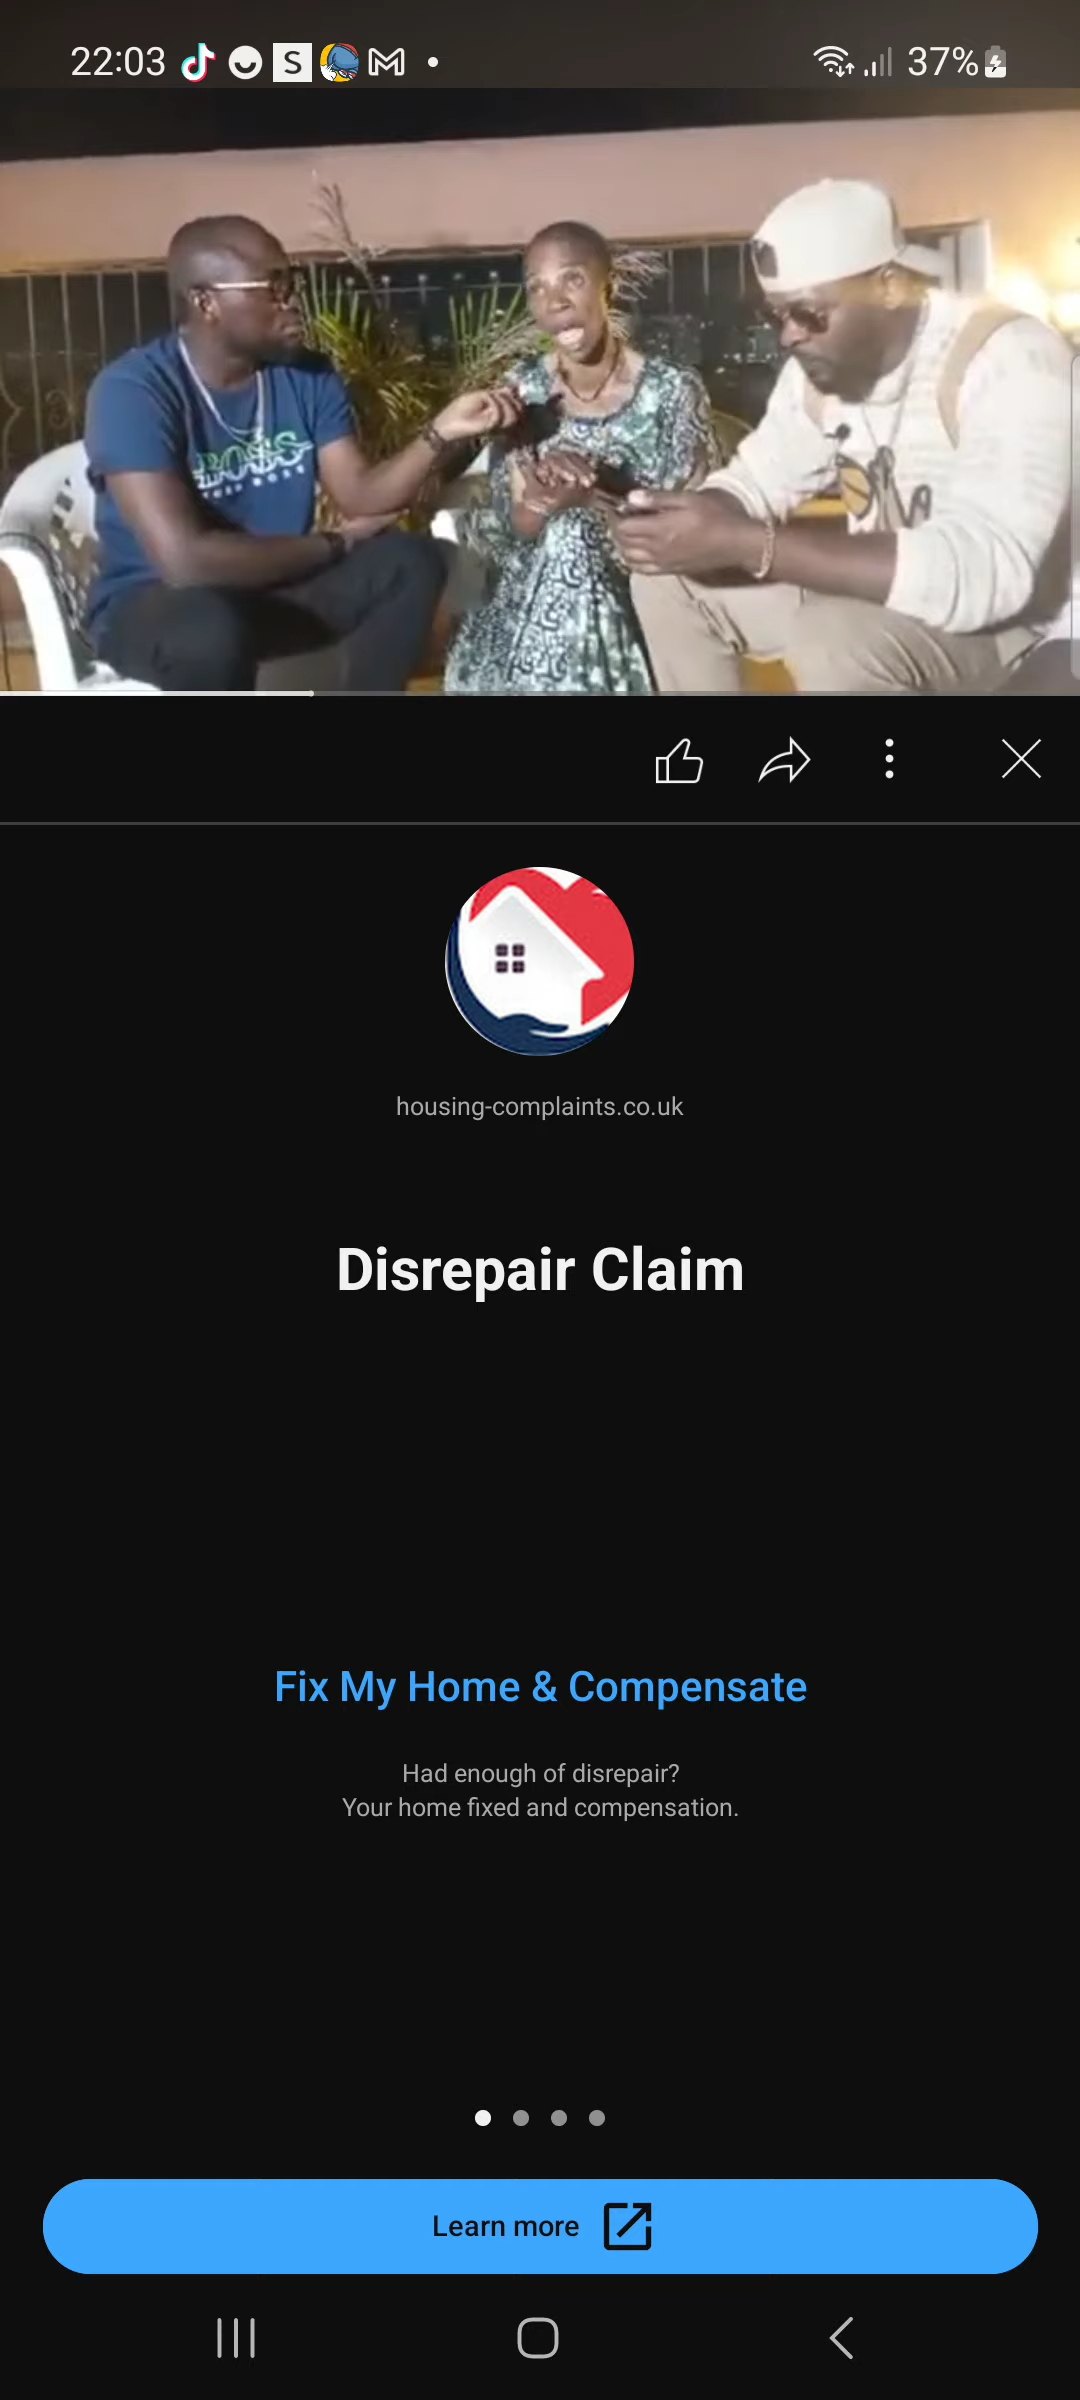 22:03
S
37%
housing-complaints.co.uk
Disrepair Claim
Fix My Home & Compensate
Had enough of disrepair?
Your home fixed and compensation.
Learn more